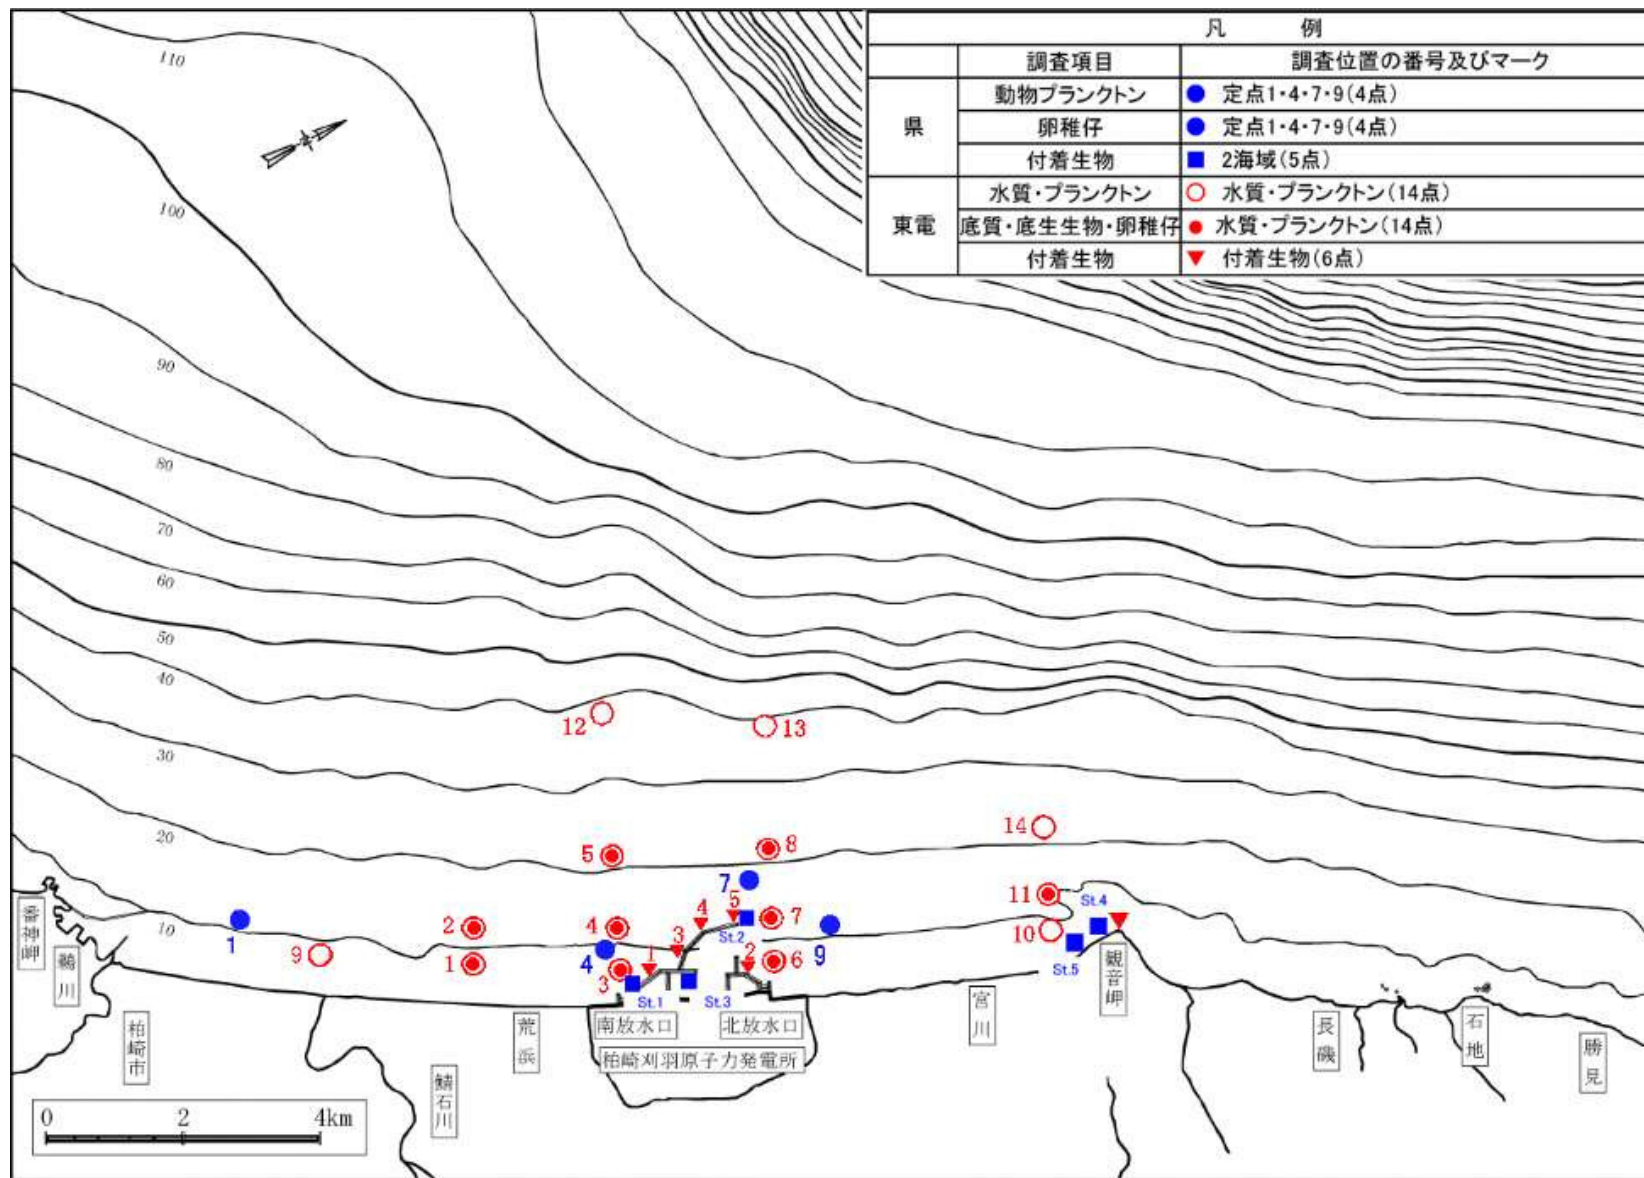 凡 例
調査項目 調査位置の番号及びマーク
県
動物プランクトン ● 定点1・4・7・9(4点)
卵稚仔 ● 定点1・4・7・9(4点)
付着生物 ■ 2海域(5点)
東電
水質・プランクトン ○ 水質・プランクトン(14点)
底質・底生生物・卵稚仔 ● 水質・プランクトン(14点)
付着生物 ▼ 付着生物(6点)
110
100
90
80
70
60
50
40
30
20
10
12
13
14
5
8
7
11
1
2
4
4
5
7
9
10
9
1
4
3
1
3
2
6
St.1
St.2
St.3
St.4
St.5
番神岬
鵜川
柏崎市
鯖石川
荒浜
南放水口
北放水口
柏崎刈羽原子力発電所
宮川
観音岬
長磯
石地
勝見
0 2 4km